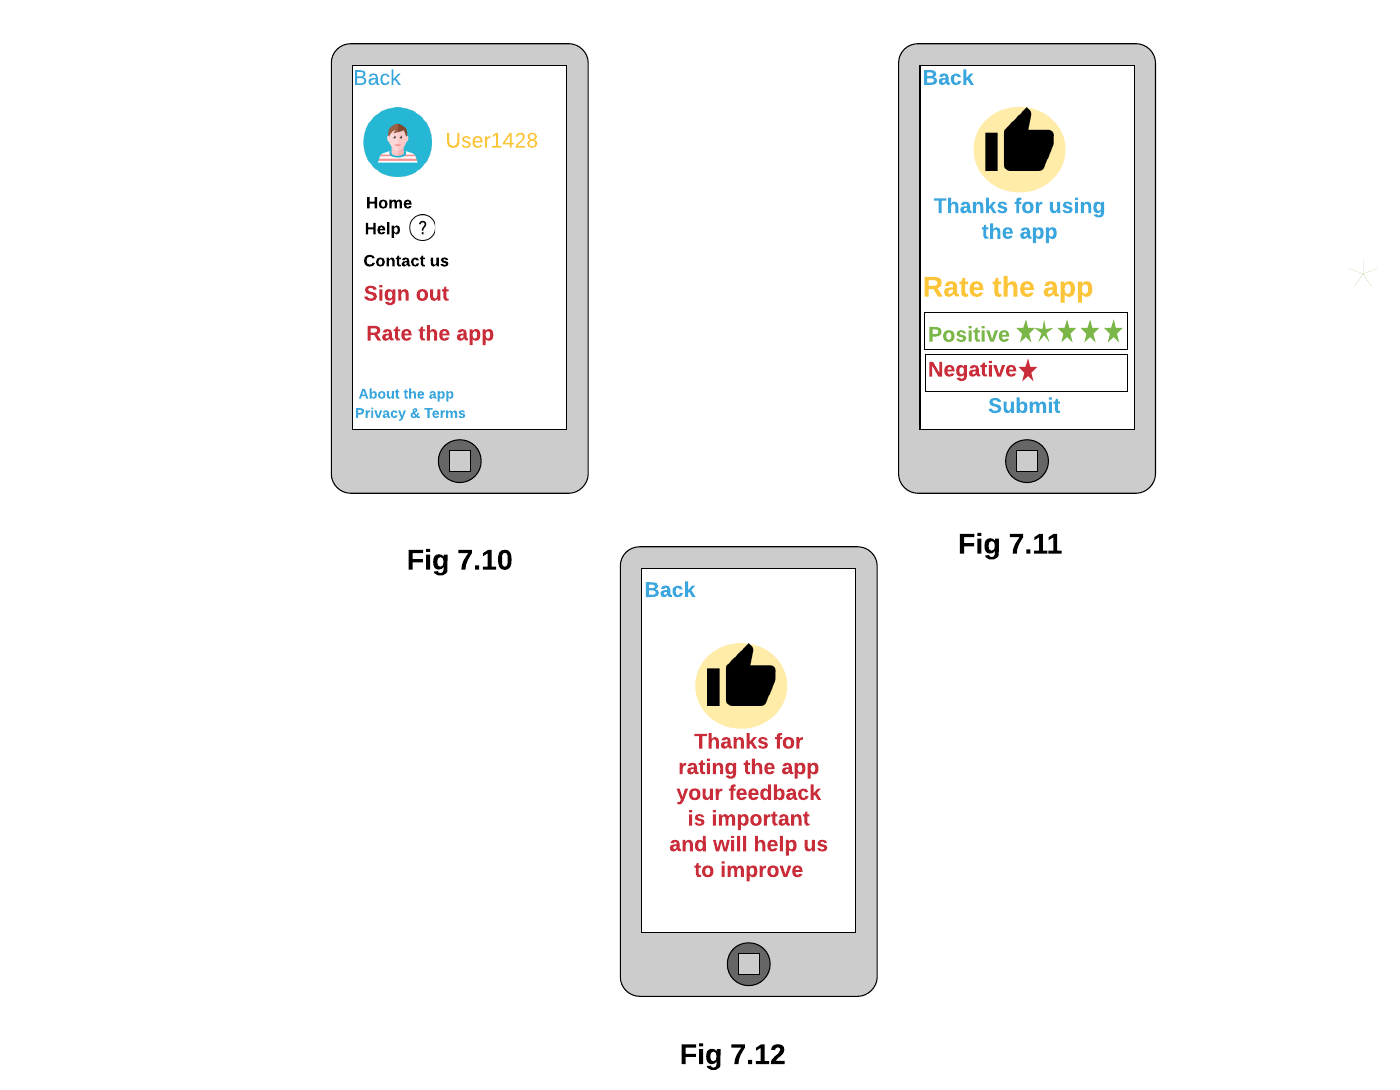 Back
User1428
Home
Help ?
Contact us
Sign out
Rate the app
About the app
Privacy & Terms
Fig 7.10
Back
Thanks for using
the app
Rate the app
Positive
Negative
Submit
Fig 7.11
Back
Thanks for
rating the app
your feedback
is important
and will help us
to improve
Fig 7.12